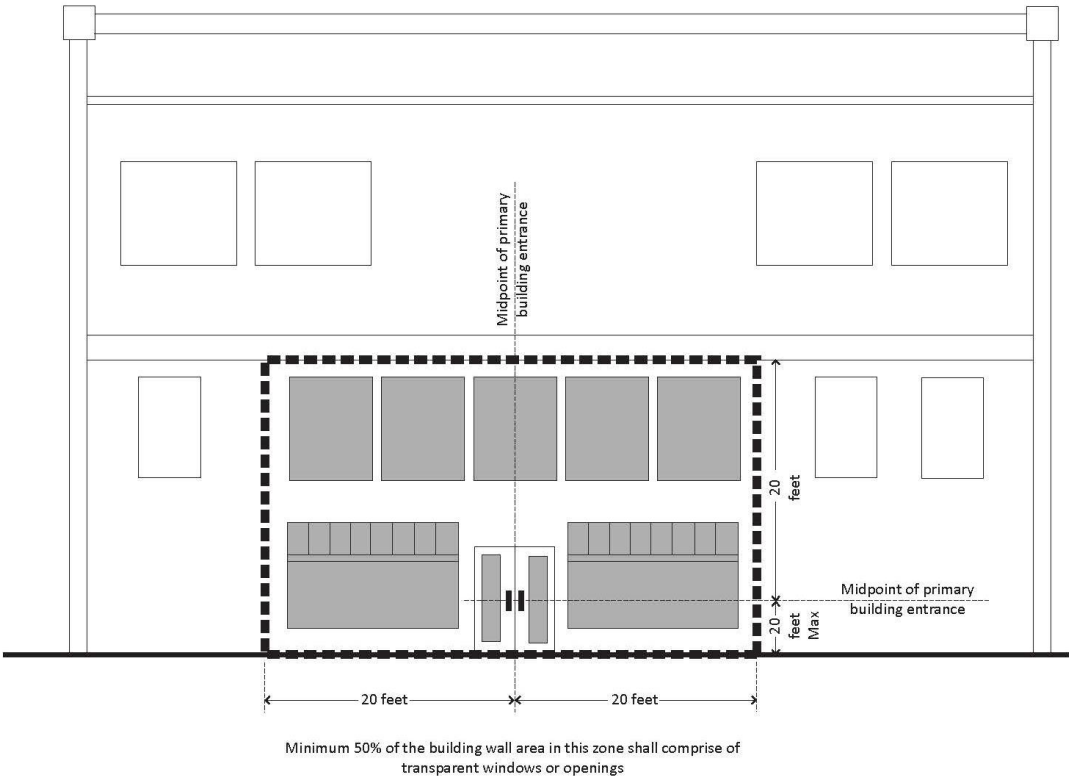 Midpoint of primary
building entrance
20
feet
Midpoint of primary
building entrance
20
feet
Max
20 feet
20 feet
Minimum 50% of the building wall area in this zone shall comprise of
transparent windows or openings